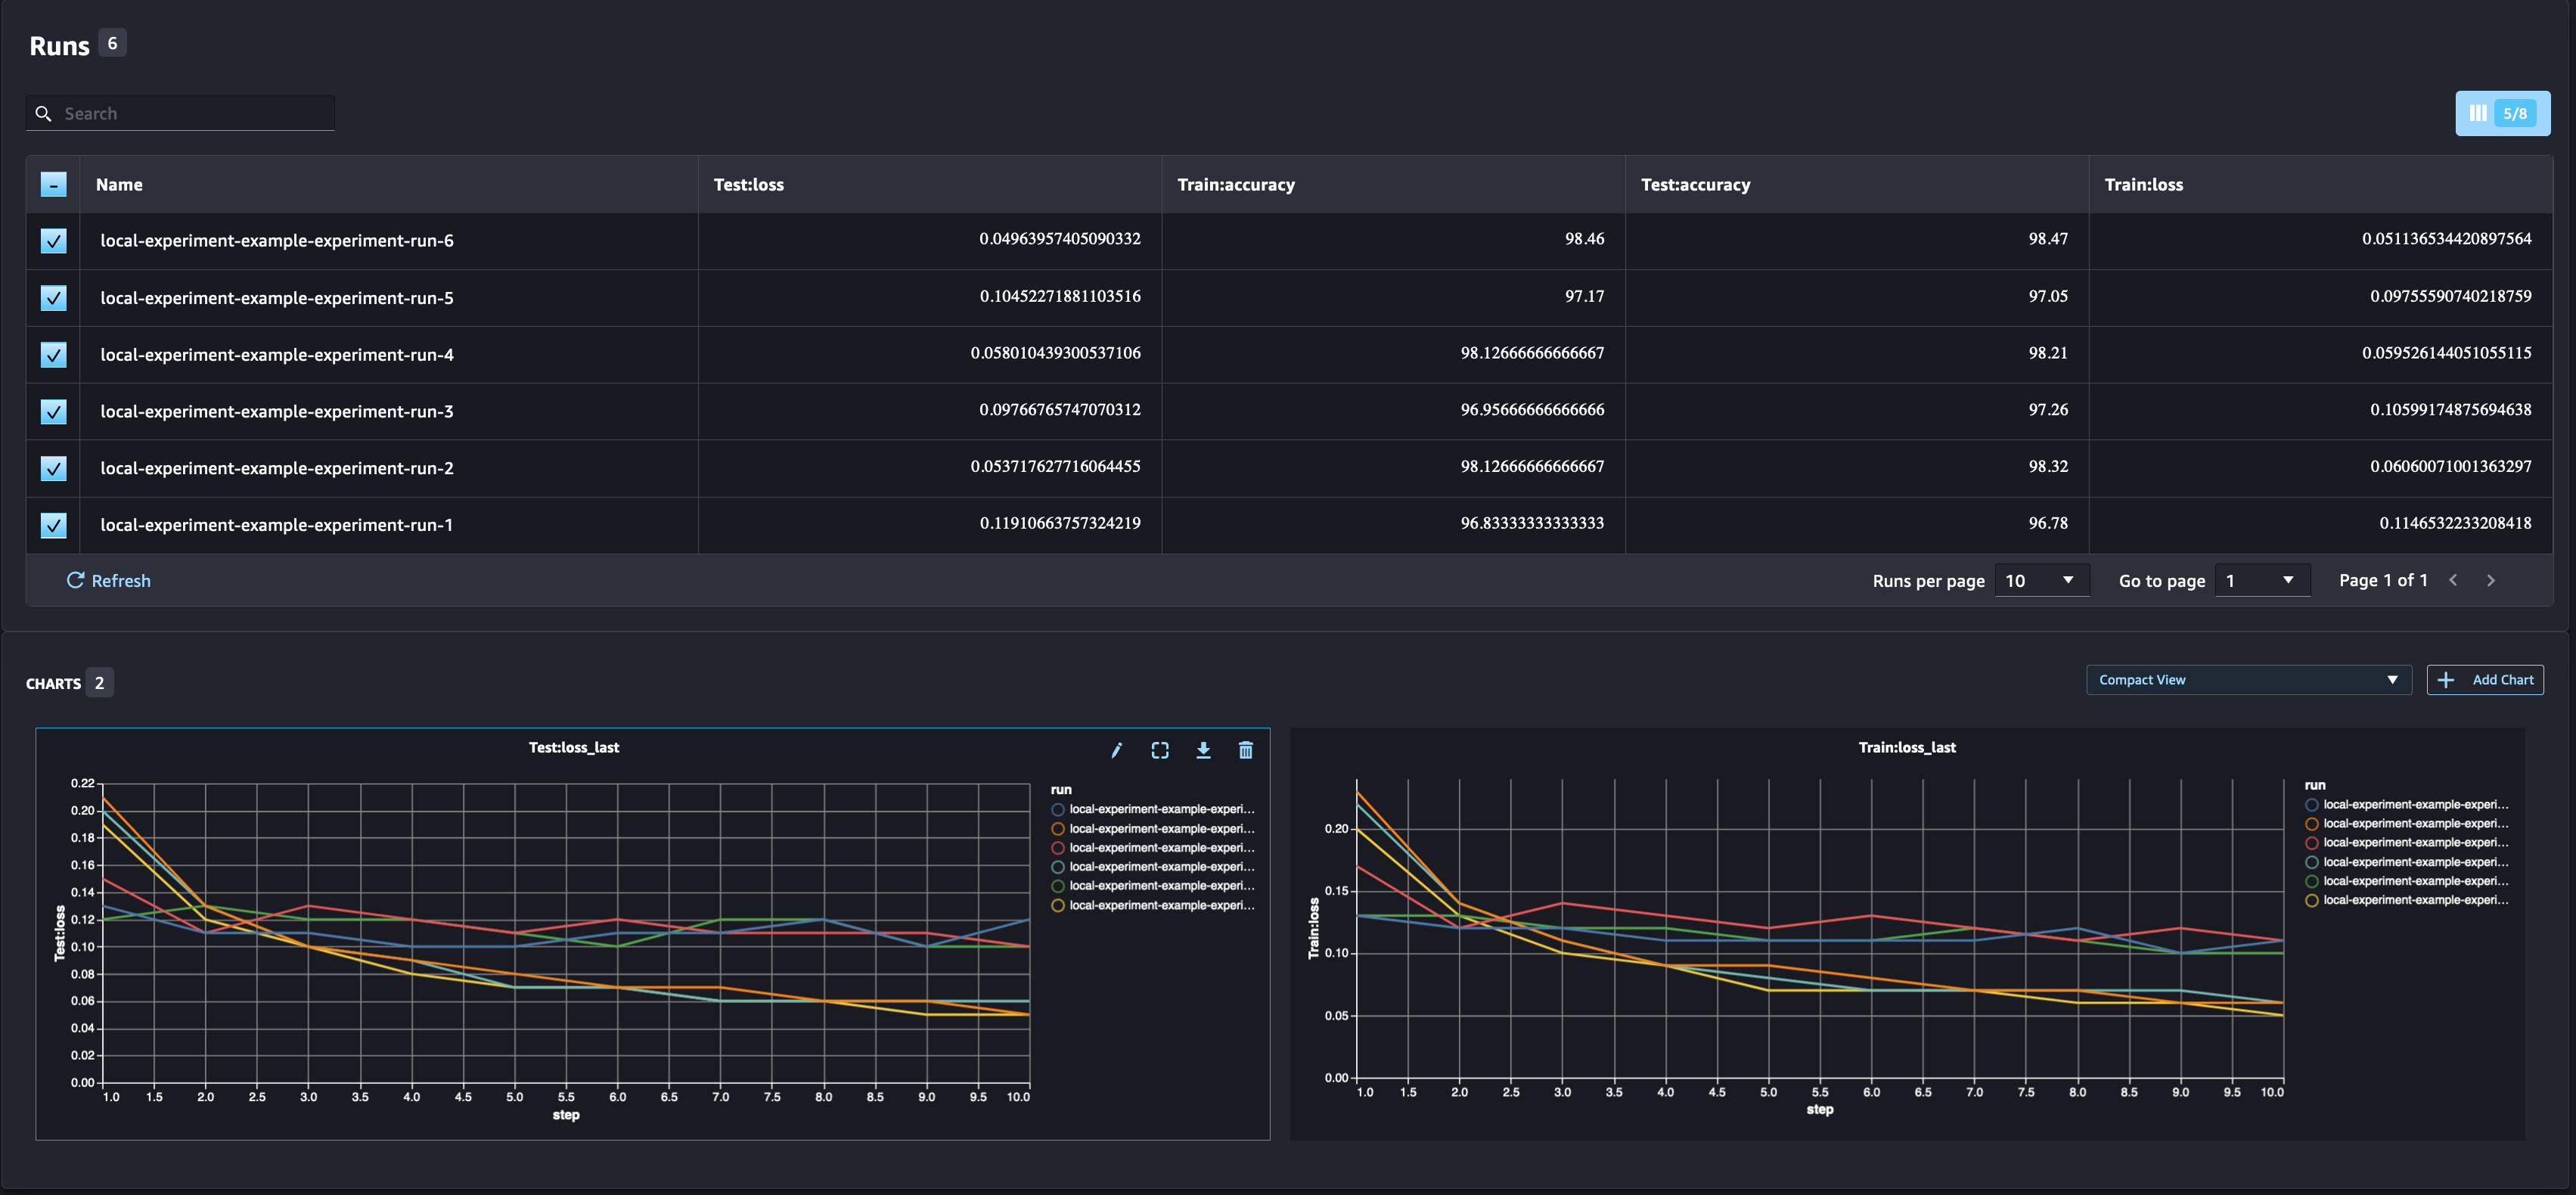 Runs 6
Search
5/8
Name Test:loss Train:accuracy Test:accuracy Train:loss
local-experiment-example-experiment-run-6 0.04963957405090332 98.46 98.47 0.051136534420897564
local-experiment-example-experiment-run-5 0.10452271881103516 97.17 97.05 0.09755590740218759
local-experiment-example-experiment-run-4 0.058010439300537106 98.12666666666667 98.21 0.059526144051055115
local-experiment-example-experiment-run-3 0.09766765747070312 96.95666666666666 97.26 0.10599174875694638
local-experiment-example-experiment-run-2 0.053717627716064455 98.12666666666667 98.32 0.06060071001363297
local-experiment-example-experiment-run-1 0.11910663757324219 96.83333333333333 96.78 0.1146532233208418
Refresh Runs per page 10 Go to page 1 Page 1 of 1
CHARTS 2 Compact View Add Chart
Test:loss_last
0.22
0.20
0.18
0.16
0.14
0.12
0.10
0.08
0.06
0.04
0.02
0.00
Test:loss
1.0 1.5 2.0 2.5 3.0 3.5 4.0 4.5 5.0 5.5 6.0 6.5 7.0 7.5 8.0 8.5 9.0 9.5 10.0
step
run
local-experiment-example-experi...
local-experiment-example-experi...
local-experiment-example-experi...
local-experiment-example-experi...
local-experiment-example-experi...
local-experiment-example-experi...
Train:loss_last
0.20
0.15
0.10
0.05
0.00
Train:loss
1.0 1.5 2.0 2.5 3.0 3.5 4.0 4.5 5.0 5.5 6.0 6.5 7.0 7.5 8.0 8.5 9.0 9.5 10.0
step
run
local-experiment-example-experi...
local-experiment-example-experi...
local-experiment-example-experi...
local-experiment-example-experi...
local-experiment-example-experi...
local-experiment-example-experi...